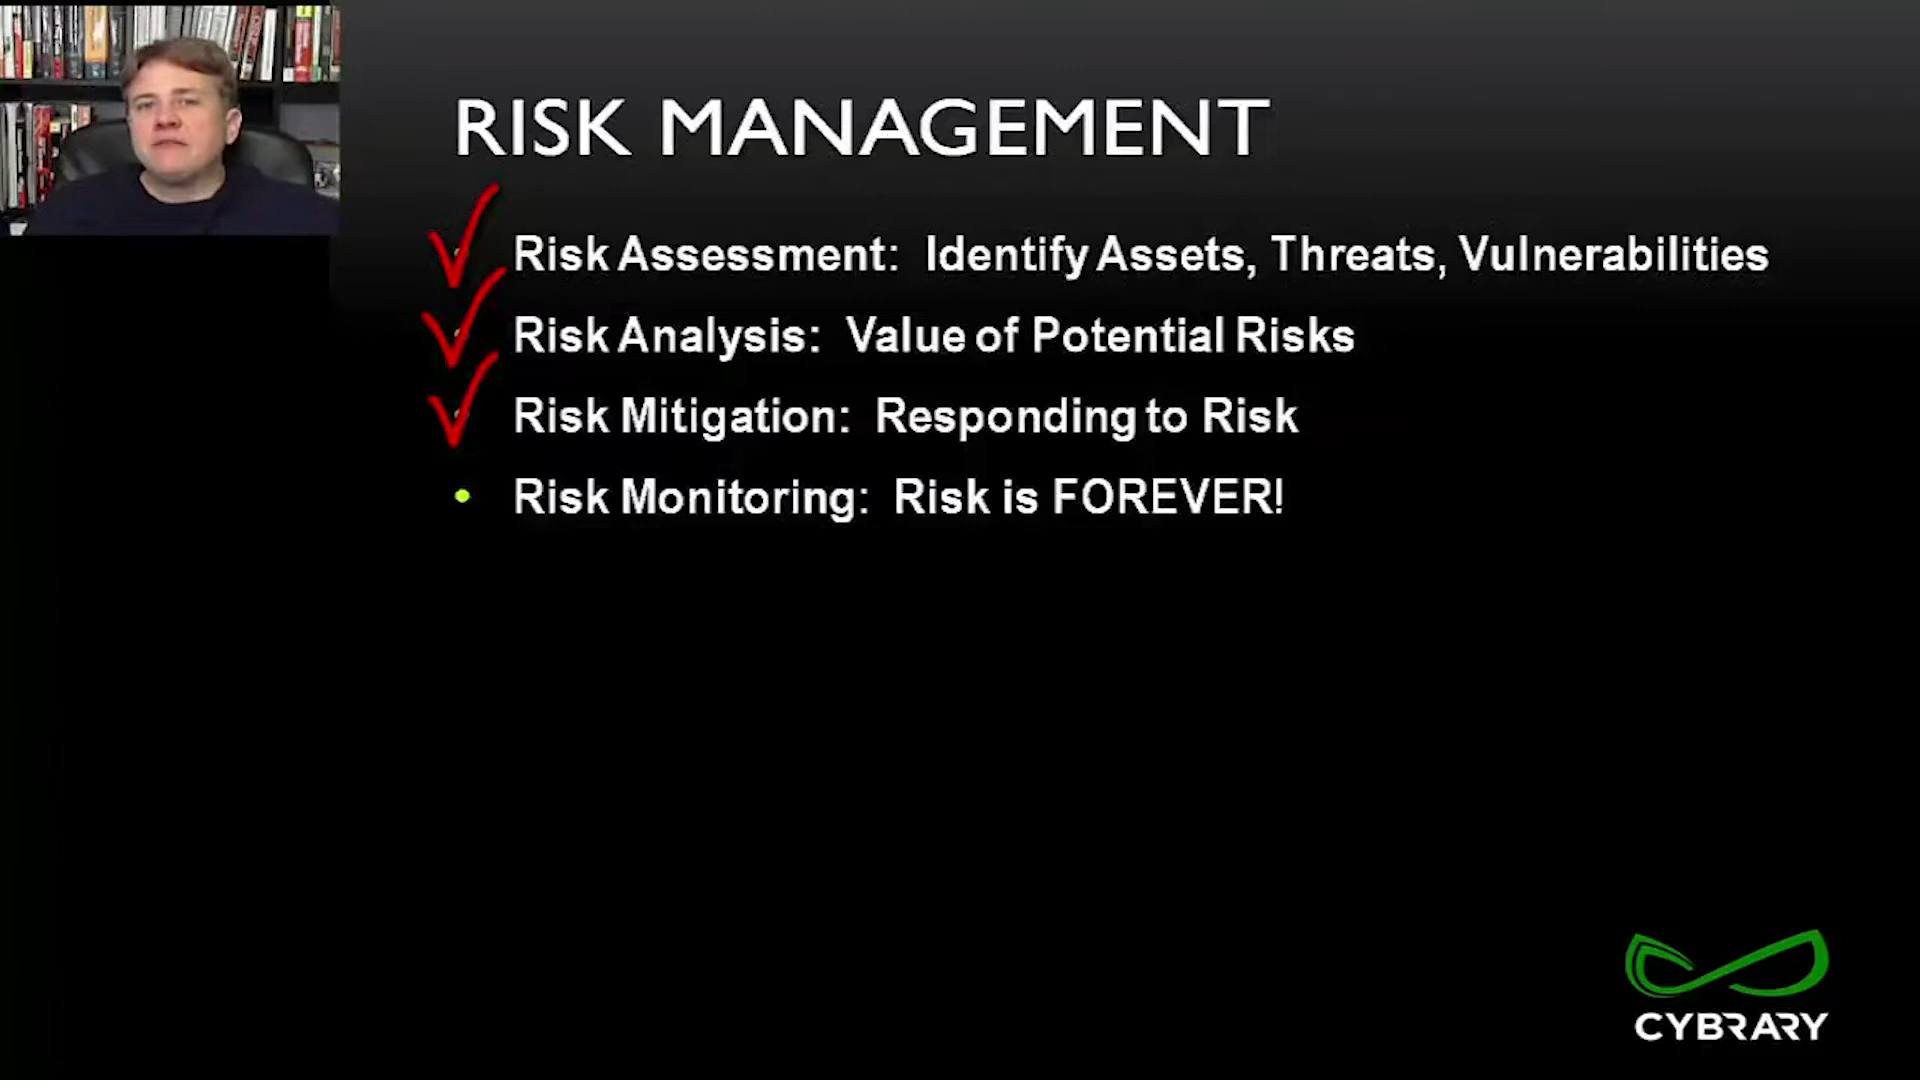 RISK MANAGEMENT
Risk Assessment: Identify Assets, Threats, Vulnerabilities
Risk Analysis: Value of Potential Risks
Risk Mitigation: Responding to Risk
Risk Monitoring: Risk is FOREVER!
CYBRARY